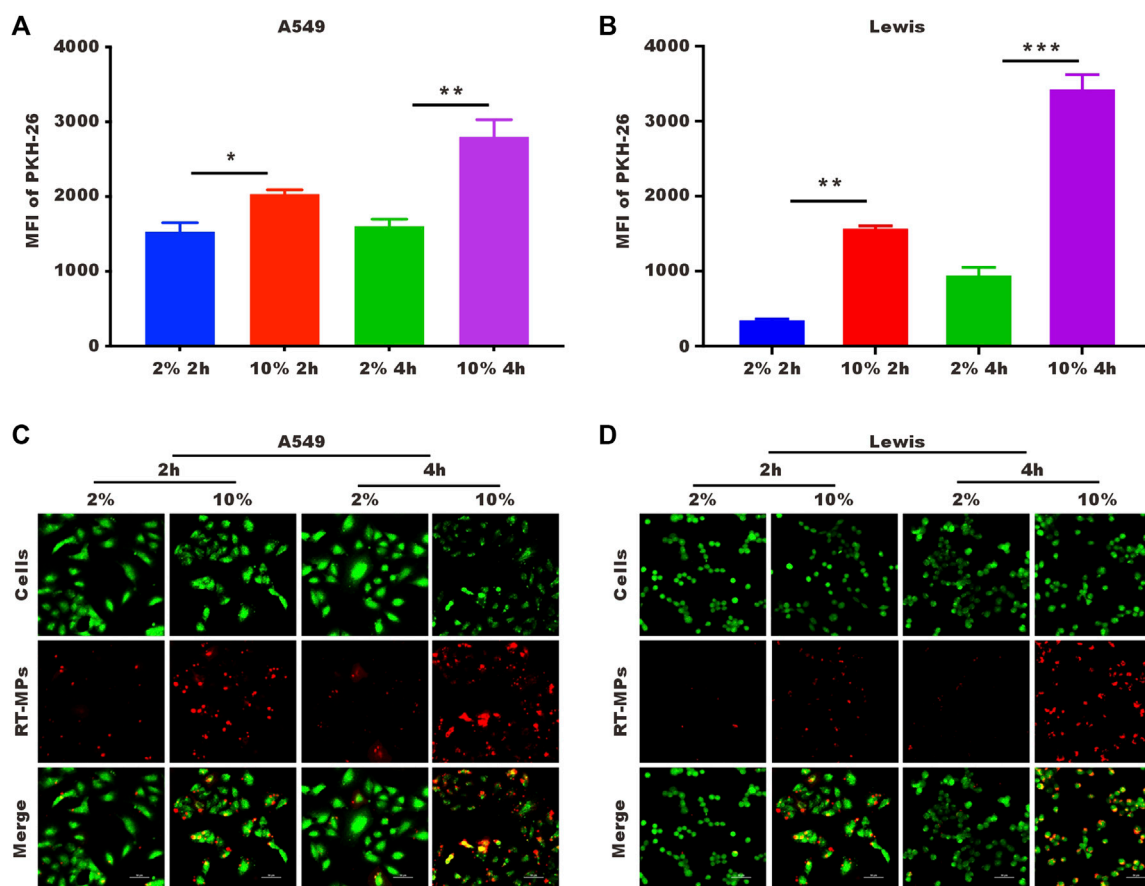 A
A549
MFI of PKH-26
4000
3000
2000
1000
0
*
**
2% 2h
10% 2h
2% 4h
10% 4h
B
Lewis
MFI of PKH-26
4000
3000
2000
1000
0
**
***
2% 2h
10% 2h
2% 4h
10% 4h
C
A549
2h 4h
2% 10% 2% 10%
Cells
RT-MPs
Merge
D
Lewis
2h 4h
2% 10% 2% 10%
Cells
RT-MPs
Merge